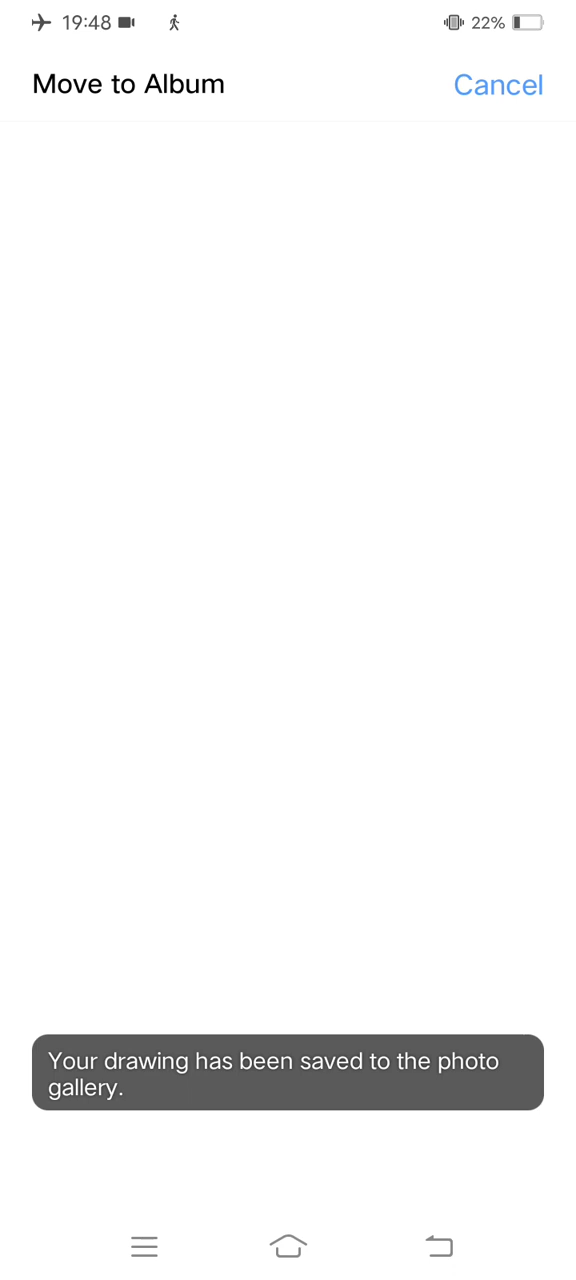 19:48
22%
Move to Album
Cancel
Your drawing has been saved to the photo
gallery.